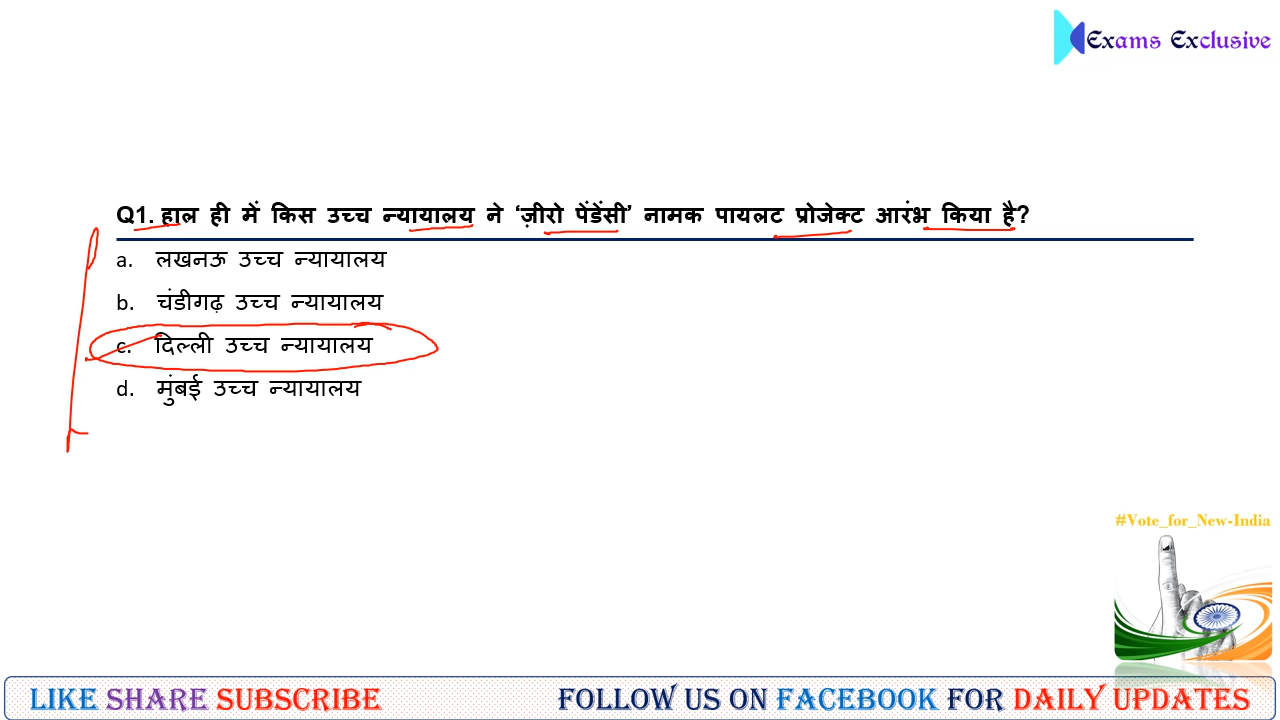 Exams Exclusive
Q1. हाल ही में किस उच्च न्यायालय ने ‘ज़ीरो पेंडेंसी’ नामक पायलट प्रोजेक्ट आरंभ किया है?
a. लखनऊ उच्च न्यायालय
b. चंडीगढ़ उच्च न्यायालय
c. दिल्ली उच्च न्यायालय
d. मुंबई उच्च न्यायालय
#Vote_for_New-India
LIKE SHARE SUBSCRIBE FOLLOW US ON FACEBOOK FOR DAILY UPDATES